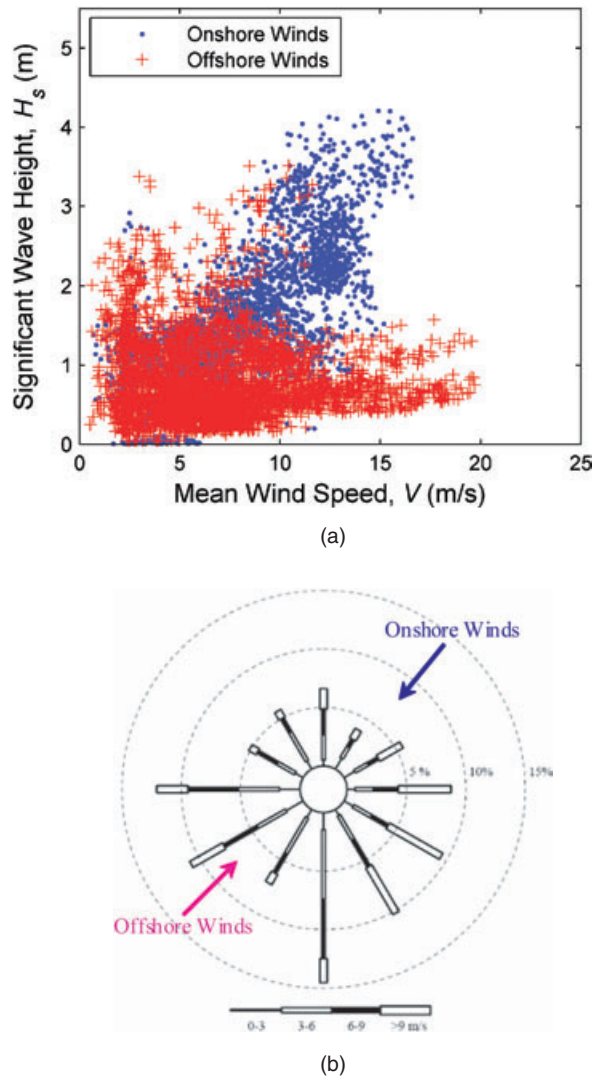 5
4
3
2
1
0
0
5
10
15
20
25
Significant Wave Height, H_s (m)
Onshore Winds
Offshore Winds
Mean Wind Speed, V (m/s)
(a)
Onshore Winds
5 %
10%
15%
Offshore Winds
0-3
3-6
6-9
>9 m/s
(b)